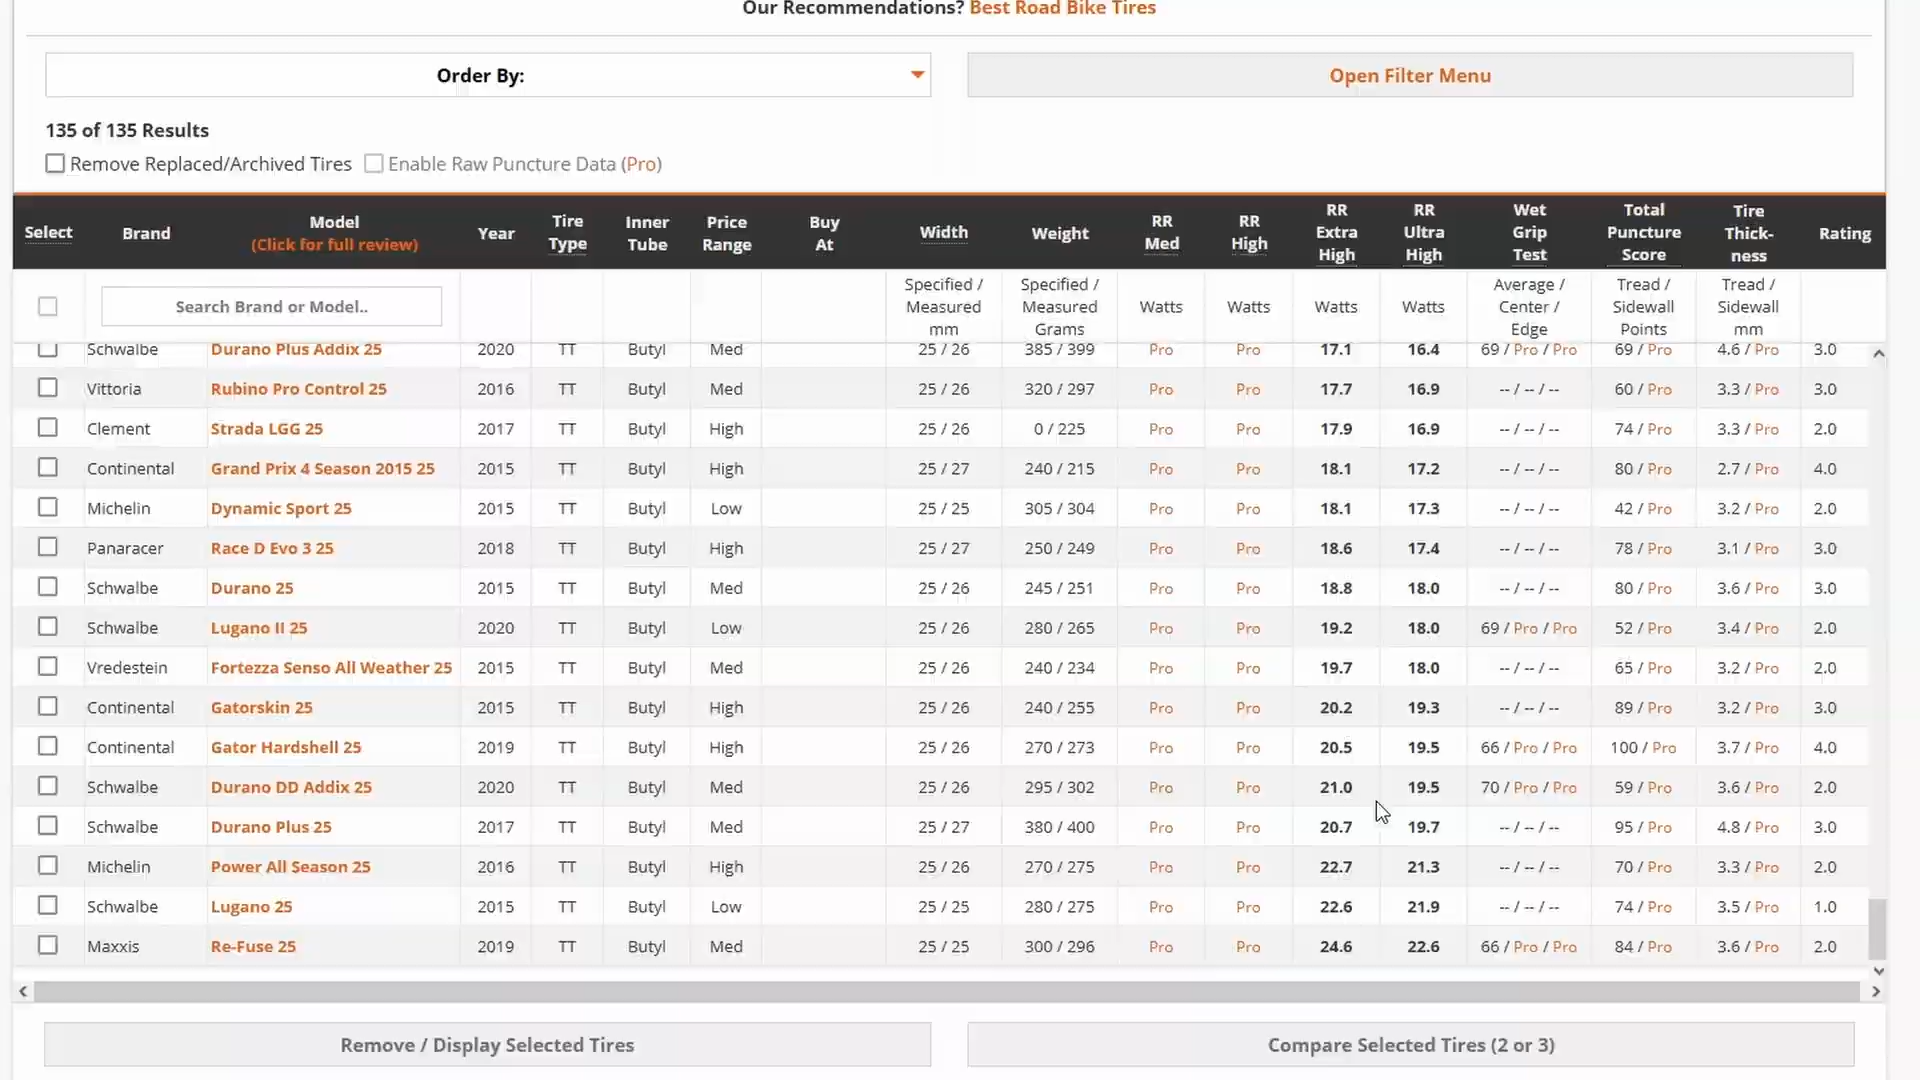 Our Recommendations? Best Road Bike Tires
Order By:
Open Filter Menu
135 of 135 Results
Remove Replaced/Archived Tires Enable Raw Puncture Data (Pro)
Select Brand Model (Click for full review) Year Tire Type Inner Tube Price Range Buy At Width Weight RR Med RR High RR Extra High RR Ultra High Wet Grip Test Total Puncture Score Tire Thick-ness Rating
Search Brand or Model.. Specified / Measured mm Specified / Measured Grams Watts Watts Watts Watts Average / Center / Edge Tread / Sidewall Points Tread / Sidewall mm
Schwalbe Durano Plus Addix 25 2020 TT Butyl Med 25 / 26 385 / 399 Pro Pro 17.1 16.4 69 / Pro / Pro 69 / Pro 4.6 / Pro 3.0
Vittoria Rubino Pro Control 25 2016 TT Butyl Med 25 / 26 320 / 297 Pro Pro 17.7 16.9 -- / -- / -- 60 / Pro 3.3 / Pro 3.0
Clement Strada LGG 25 2017 TT Butyl High 25 / 26 0 / 225 Pro Pro 17.9 16.9 -- / -- / -- 74 / Pro 3.3 / Pro 2.0
Continental Grand Prix 4 Season 2015 25 2015 TT Butyl High 25 / 27 240 / 215 Pro Pro 18.1 17.2 -- / -- / -- 80 / Pro 2.7 / Pro 4.0
Michelin Dynamic Sport 25 2015 TT Butyl Low 25 / 25 305 / 304 Pro Pro 18.1 17.3 -- / -- / -- 42 / Pro 3.2 / Pro 2.0
Panaracer Race D Evo 3 25 2018 TT Butyl High 25 / 27 250 / 249 Pro Pro 18.6 17.4 -- / -- / -- 78 / Pro 3.1 / Pro 3.0
Schwalbe Durano 25 2015 TT Butyl Med 25 / 26 245 / 251 Pro Pro 18.8 18.0 -- / -- / -- 80 / Pro 3.6 / Pro 3.0
Schwalbe Lugano II 25 2020 TT Butyl Low 25 / 26 280 / 265 Pro Pro 19.2 18.0 69 / Pro / Pro 52 / Pro 3.4 / Pro 2.0
Vredestein Fortezza Senso All Weather 25 2015 TT Butyl Med 25 / 26 240 / 234 Pro Pro 19.7 18.0 -- / -- / -- 65 / Pro 3.2 / Pro 2.0
Continental Gatorskin 25 2015 TT Butyl High 25 / 26 240 / 255 Pro Pro 20.2 19.3 -- / -- / -- 89 / Pro 3.2 / Pro 3.0
Continental Gator Hardshell 25 2019 TT Butyl High 25 / 26 270 / 273 Pro Pro 20.5 19.5 66 / Pro / Pro 100 / Pro 3.7 / Pro 4.0
Schwalbe Durano DD Addix 25 2020 TT Butyl Med 25 / 26 295 / 302 Pro Pro 21.0 19.5 70 / Pro / Pro 59 / Pro 3.6 / Pro 2.0
Schwalbe Durano Plus 25 2017 TT Butyl Med 25 / 27 380 / 400 Pro Pro 20.7 19.7 -- / -- / -- 95 / Pro 4.8 / Pro 3.0
Michelin Power All Season 25 2016 TT Butyl High 25 / 26 270 / 275 Pro Pro 22.7 21.3 -- / -- / -- 70 / Pro 3.3 / Pro 2.0
Schwalbe Lugano 25 2015 TT Butyl Low 25 / 25 280 / 275 Pro Pro 22.6 21.9 -- / -- / -- 74 / Pro 3.5 / Pro 1.0
Maxxis Re-Fuse 25 2019 TT Butyl Med 25 / 25 300 / 296 Pro Pro 24.6 22.6 66 / Pro / Pro 84 / Pro 3.6 / Pro 2.0
Remove / Display Selected Tires
Compare Selected Tires (2 or 3)